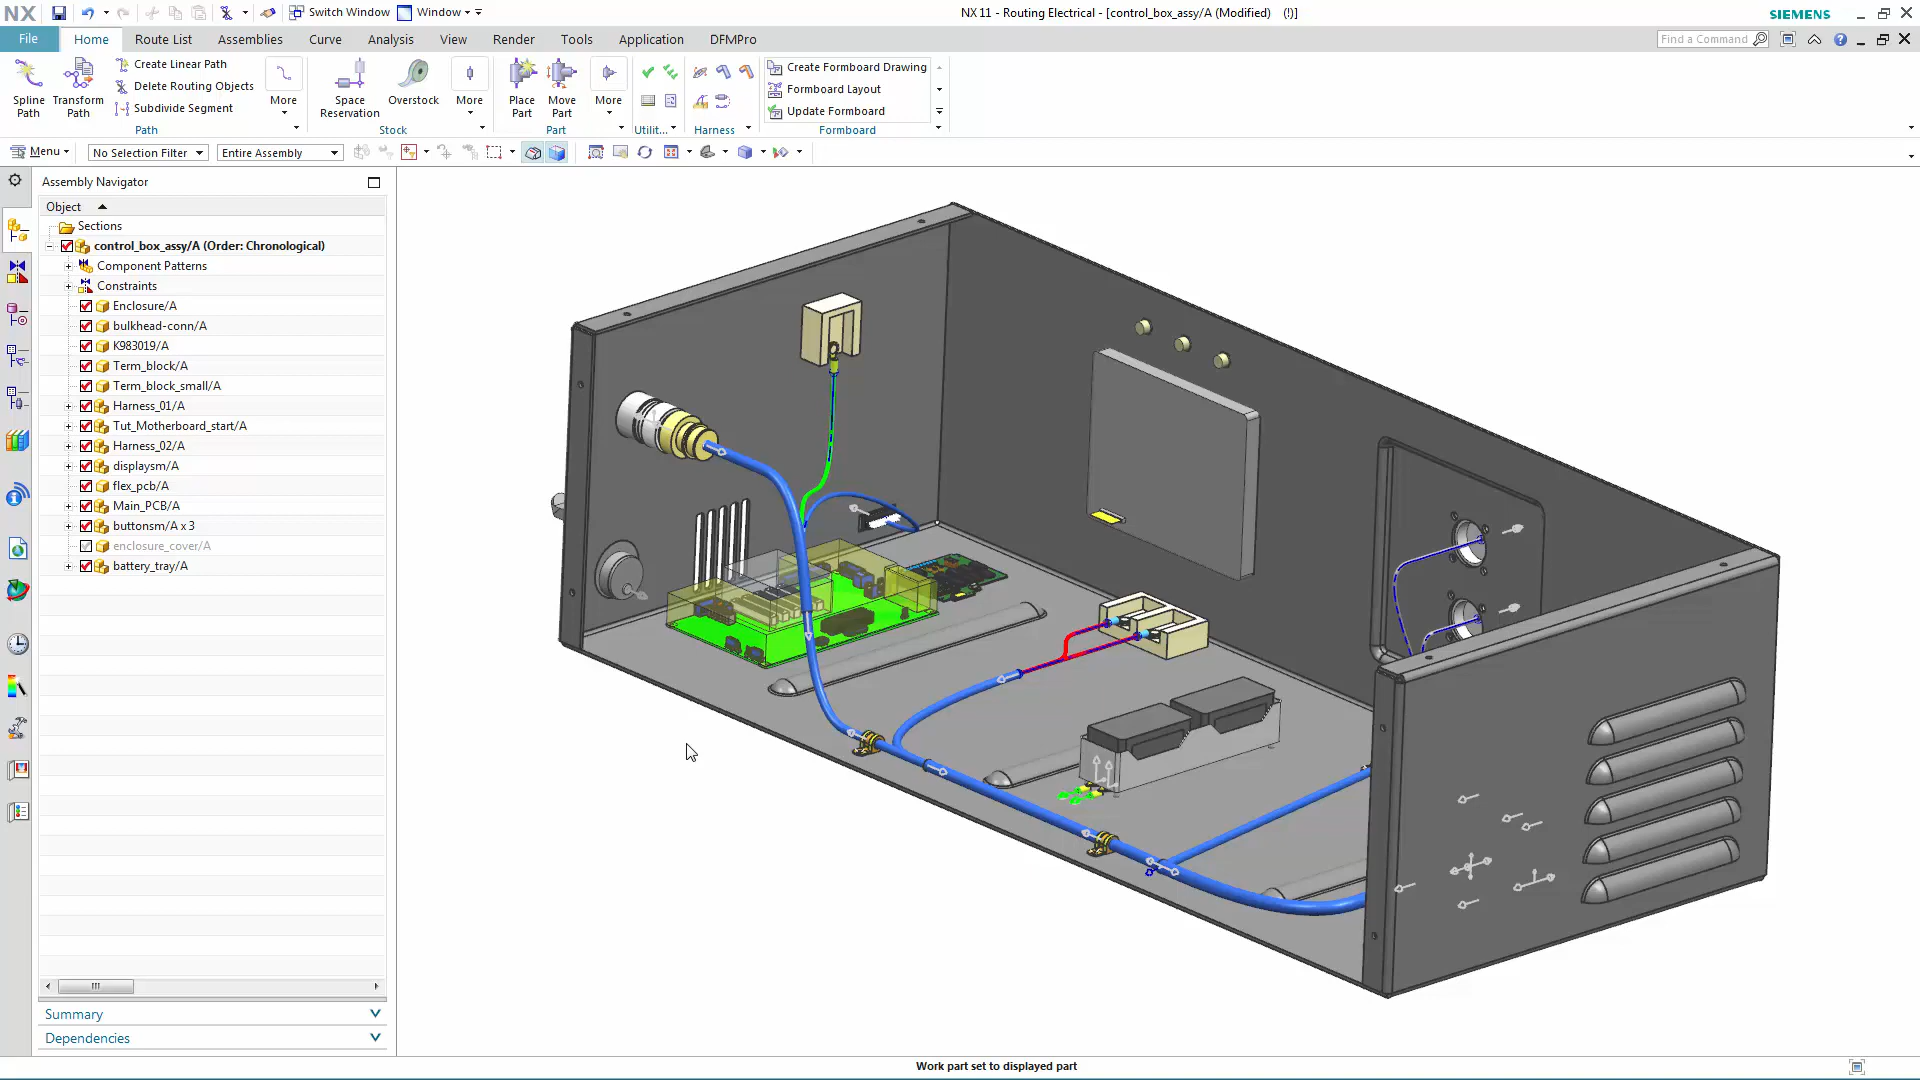 NX
Switch Window
Window
NX 11 - Routing Electrical - [control_box_assy/A (Modified) (!)]
SIEMENS
File
Home
Route List
Assemblies
Curve
Analysis
View
Render
Tools
Application
DFMPro
Find a Command
Spline Path
Transform Path
Create Linear Path
Delete Routing Objects
Subdivide Segment
More
Path
Space Reservation
Overstock
More
Stock
Place Part
Move Part
More
Part
Utilit...
Harness
Create Formboard Drawing
Formboard Layout
Update Formboard
Formboard
Menu
No Selection Filter
Entire Assembly
Assembly Navigator
Object
Sections
control_box_assy/A (Order: Chronological)
Component Patterns
Constraints
Enclosure/A
bulkhead-conn/A
K983019/A
Term_block/A
Term_block_small/A
Harness_01/A
Tut_Motherboard_start/A
Harness_02/A
displaysm/A
flex_pcb/A
Main_PCB/A
buttonsm/A x 3
enclosure_cover/A
battery_tray/A
Summary
Dependencies
Work part set to displayed part